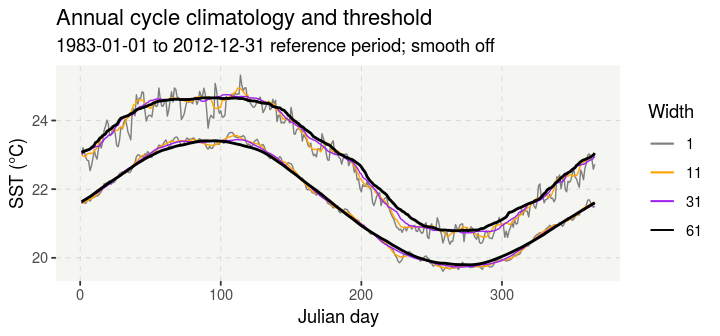 Annual cycle climatology and threshold
1983-01-01 to 2012-12-31 reference period; smooth off
SST (°C)
24
22
20
0 100 200 300
Julian day
Width
1
11
31
61